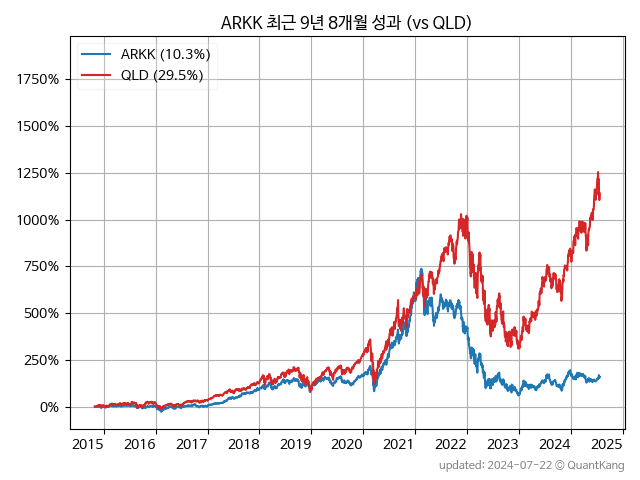 ARKK 최근 9년 8개월 성과 (vs QLD)
ARKK (10.3%)
QLD (29.5%)
1750%
1500%
1250%
1000%
750%
500%
250%
0%
2015 2016 2017 2018 2019 2020 2021 2022 2023 2024 2025
updated: 2024-07-22 © QuantKang